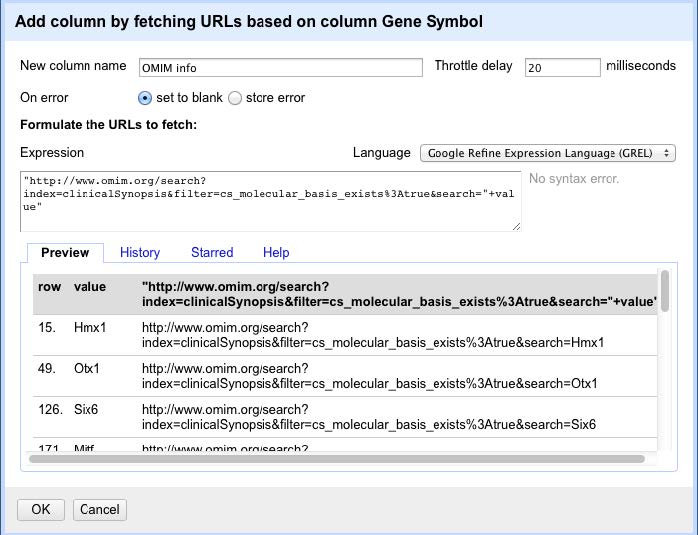 Add column by fetching URLs based on column Gene Symbol
New column name OMIM info Throttle delay 20 milliseconds
On error set to blank store error
Formulate the URLs to fetch:
Expression Language Google Refine Expression Language (GREL)
"http://www.omim.org/search?
index=clinicalSynopsis&filter=cs_molecular_basis_exists%3Atrue&search="+val
ue"
No syntax error.
Preview History Starred Help
row value "http://www.omim.org/search?
index=clinicalSynopsis&filter=cs_molecular_basis_exists%3Atrue&search="+value"
15. Hmx1 http://www.omim.org/search?
index=clinicalSynopsis&filter=cs_molecular_basis_exists%3Atrue&search=Hmx1
49. Otx1 http://www.omim.org/search?
index=clinicalSynopsis&filter=cs_molecular_basis_exists%3Atrue&search=Otx1
126. Six6 http://www.omim.org/search?
index=clinicalSynopsis&filter=cs_molecular_basis_exists%3Atrue&search=Six6
171. Mitf http://www.omim.org/search?
OK Cancel